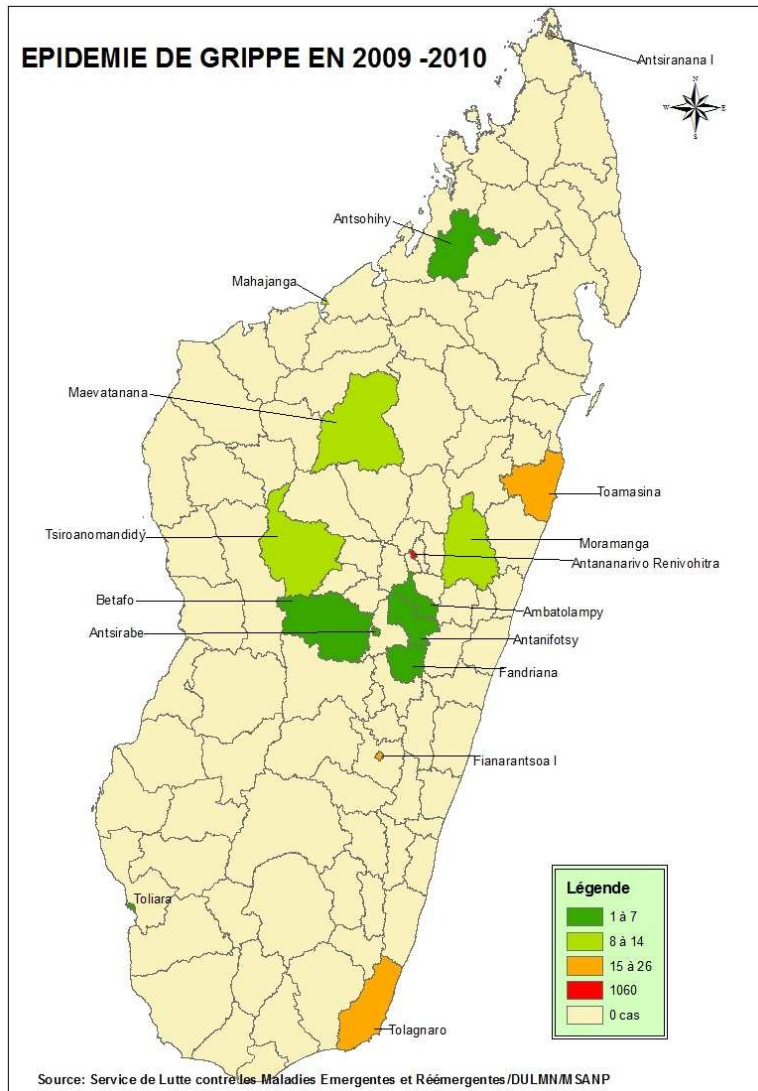 EPIDEMIE DE GRIPPE EN 2009 -2010
Antsiranana I
N
W E
S
Antsohihy
Mahajanga
Maevatanana
Toamasina
Tsiroanomandidý
Moramanga
Antananarivo Renivohitra
Betafo
Ambatolampy
Antsirabe
Antanifotsy
Fandriana
Fianarantsoa I
Légende
1 à 7
8 à 14
15 à 26
1060
0 cas
Toliara
Tolagnaro
Source: Service de Lutte contre les Maladies Emergentes et Réémergentes/DULMN/MSANP